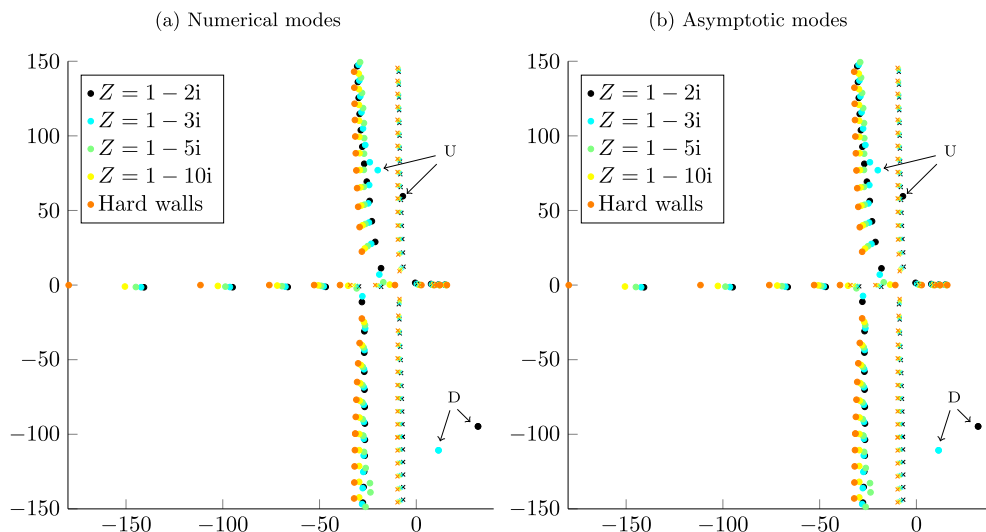 (a) Numerical modes
(b) Asymptotic modes
150
100
50
0
−50
−100
−150
−150
−100
−50
0
Z = 1 − 2i
Z = 1 − 3i
Z = 1 − 5i
Z = 1 − 10i
Hard walls
U
D
150
100
50
0
−50
−100
−150
−150
−100
−50
0
Z = 1 − 2i
Z = 1 − 3i
Z = 1 − 5i
Z = 1 − 10i
Hard walls
U
D